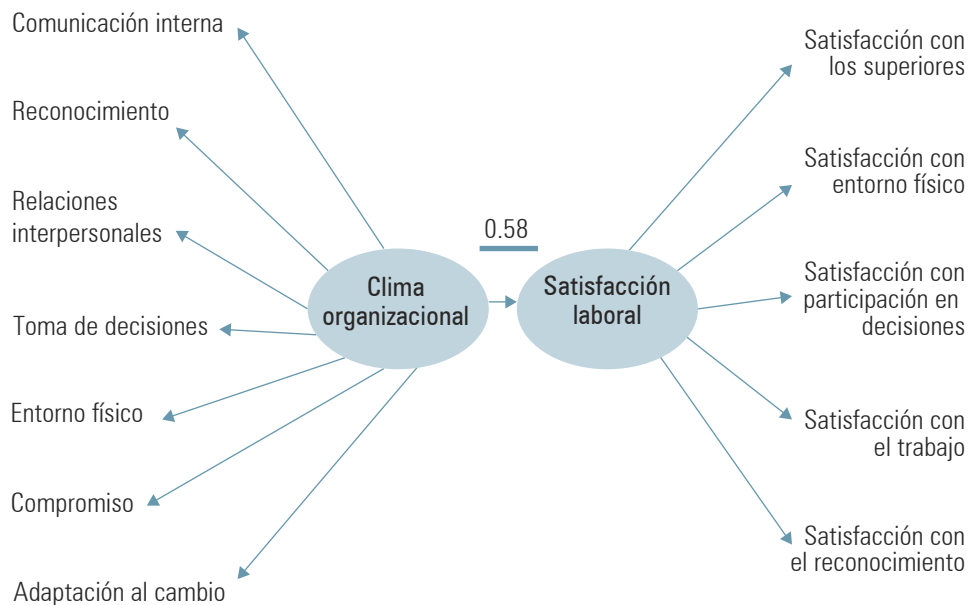 Comunicación interna
Reconocimiento
Relaciones
interpersonales
Toma de decisiones
Entorno físico
Compromiso
Adaptación al cambio
Clima
organizacional
0.58
Satisfacción
laboral
Satisfacción con
los superiores
Satisfacción con
entorno físico
Satisfacción con
participación en
decisiones
Satisfacción con
el trabajo
Satisfacción con
el reconocimiento